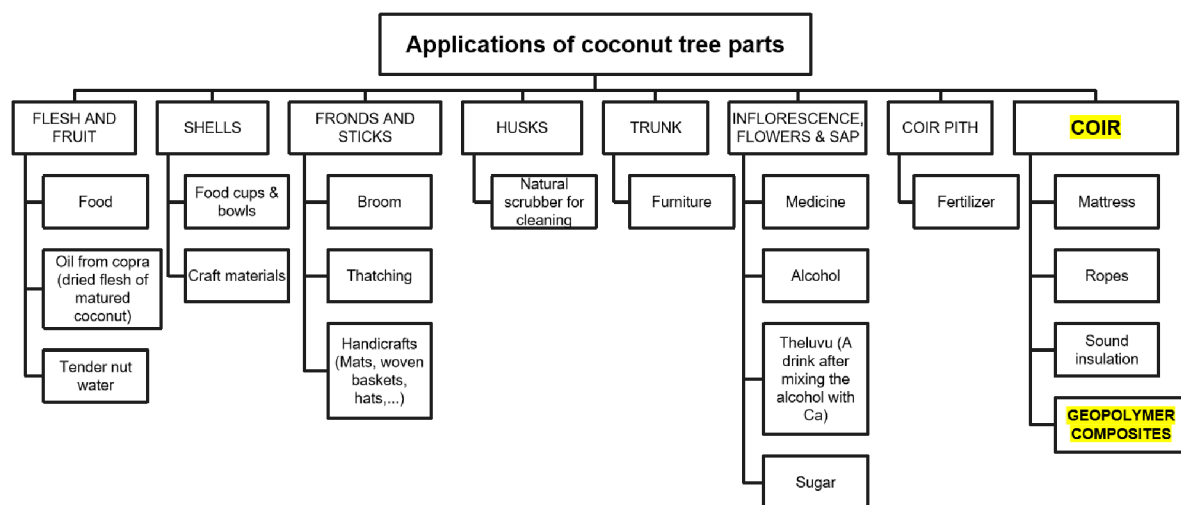 Applications of coconut tree parts
FLESH AND
FRUIT
SHELLS
FRONDS AND
STICKS
HUSKS
TRUNK
INFLORESCENCE,
FLOWERS & SAP
COIR PITH
COIR
Food
Oil from copra
(dried flesh of
matured
coconut)
Tender nut
water
Food cups &
bowls
Craft materials
Broom
Thatching
Handicrafts
(Mats, woven
baskets,
hats,...)
Natural
scrubber for
cleaning
Furniture
Medicine
Alcohol
Theluvu (A
drink after
mixing the
alcohol with
Ca)
Sugar
Fertilizer
Mattress
Ropes
Sound
insulation
GEOPOLYMER
COMPOSITES